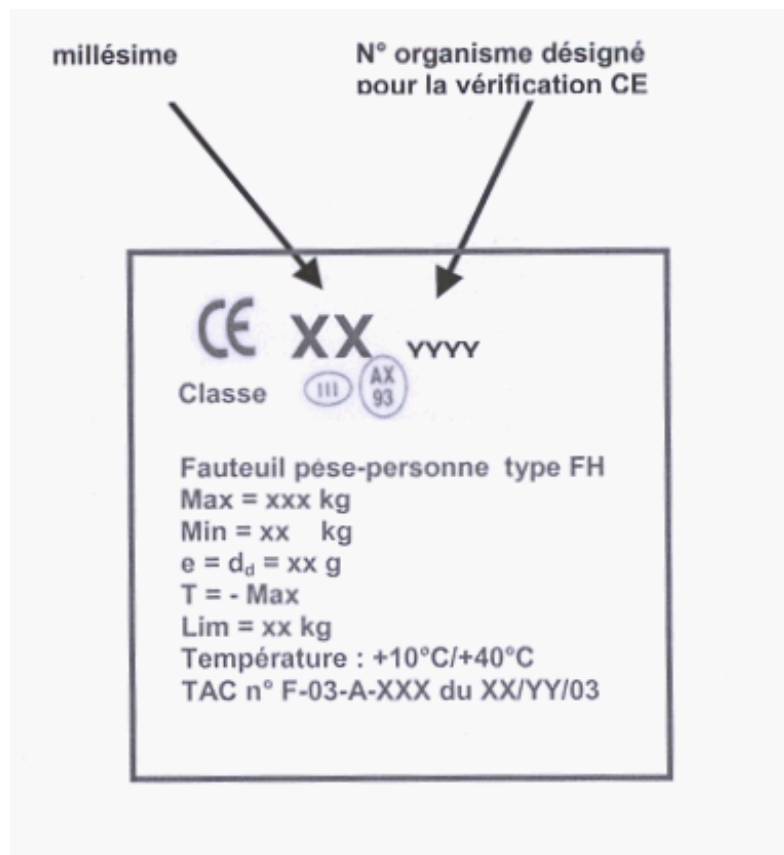 millésime
N° organisme désigné
pour la vérification CE
CE XX YYYY
Classe III AX
93
Fauteuil pèse-personne type FH
Max = xxx kg
Min = xx kg
e = d_d = xx g
T = - Max
Lim = xx kg
Température : +10°C/+40°C
TAC n° F-03-A-XXX du XX/YY/03